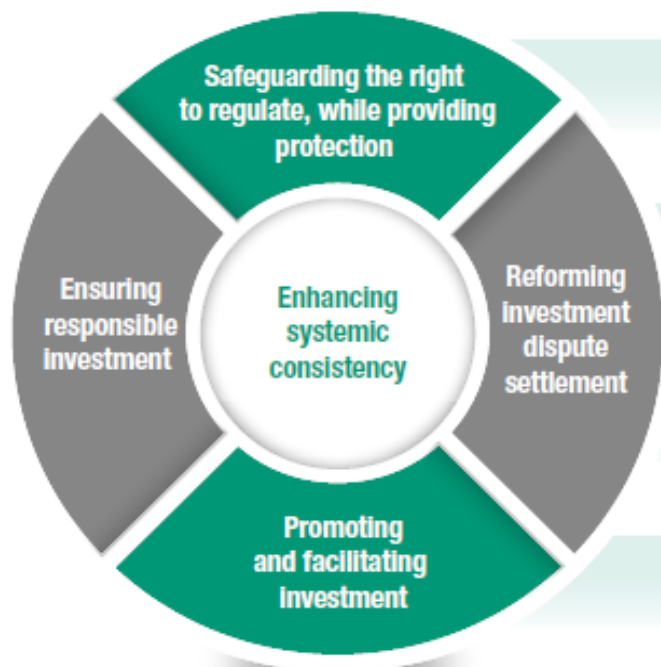 Safeguarding the right
to regulate, while providing
protection
Ensuring
responsible
investment
Enhancing
systemic
consistency
Reforming
investment
dispute
settlement
Promoting
and facilitating
investment